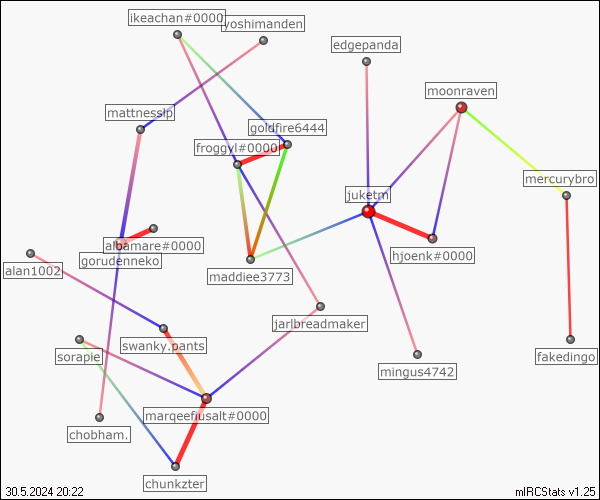 ikeachan#0000
yoshimanden
edgepanda
moonraven
mattnesslp
goldfire6444
froggyl#0000
mercurybro
juketm
albamare#0000
gorudenneko
hjoenk#0000
alan1002
maddiee3773
jarlbreadmaker
swanky.pants
sorapie
fakedingo
mingus4742
marqeefiusalt#0000
chobham.
chunkzter
30.5.2024 20:22
mIRCStats v1.25